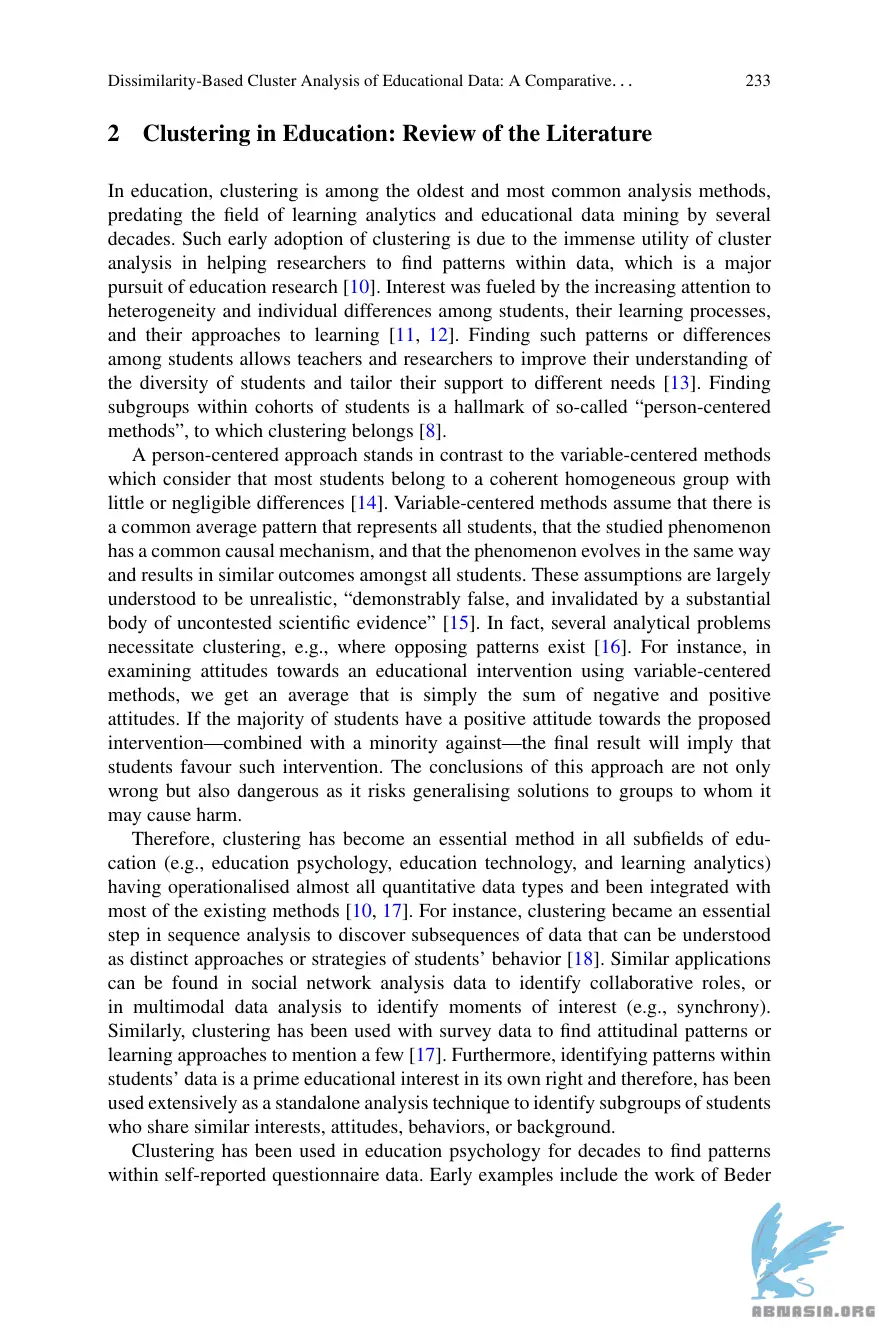 Dissimilarity-Based Cluster Analysis of Educational Data: A Comparative. . . 233
2 Clustering in Education: Review of the Literature
In education, clustering is among the oldest and most common analysis methods,
predating the field of learning analytics and educational data mining by several
decades. Such early adoption of clustering is due to the immense utility of cluster
analysis in helping researchers to find patterns within data, which is a major
pursuit of education research [10]. Interest was fueled by the increasing attention to
heterogeneity and individual differences among students, their learning processes,
and their approaches to learning [11, 12]. Finding such patterns or differences
among students allows teachers and researchers to improve their understanding of
the diversity of students and tailor their support to different needs [13]. Finding
subgroups within cohorts of students is a hallmark of so-called “person-centered
methods”, to which clustering belongs [8].
A person-centered approach stands in contrast to the variable-centered methods
which consider that most students belong to a coherent homogeneous group with
little or negligible differences [14]. Variable-centered methods assume that there is
a common average pattern that represents all students, that the studied phenomenon
has a common causal mechanism, and that the phenomenon evolves in the same way
and results in similar outcomes amongst all students. These assumptions are largely
understood to be unrealistic, “demonstrably false, and invalidated by a substantial
body of uncontested scientific evidence” [15]. In fact, several analytical problems
necessitate clustering, e.g., where opposing patterns exist [16]. For instance, in
examining attitudes towards an educational intervention using variable-centered
methods, we get an average that is simply the sum of negative and positive
attitudes. If the majority of students have a positive attitude towards the proposed
intervention—combined with a minority against—the final result will imply that
students favour such intervention. The conclusions of this approach are not only
wrong but also dangerous as it risks generalising solutions to groups to whom it
may cause harm.
Therefore, clustering has become an essential method in all subfields of edu-
cation (e.g., education psychology, education technology, and learning analytics)
having operationalised almost all quantitative data types and been integrated with
most of the existing methods [10, 17]. For instance, clustering became an essential
step in sequence analysis to discover subsequences of data that can be understood
as distinct approaches or strategies of students’ behavior [18]. Similar applications
can be found in social network analysis data to identify collaborative roles, or
in multimodal data analysis to identify moments of interest (e.g., synchrony).
Similarly, clustering has been used with survey data to find attitudinal patterns or
learning approaches to mention a few [17]. Furthermore, identifying patterns within
students’ data is a prime educational interest in its own right and therefore, has been
used extensively as a standalone analysis technique to identify subgroups of students
who share similar interests, attitudes, behaviors, or background.
Clustering has been used in education psychology for decades to find patterns
within self-reported questionnaire data. Early examples include the work of Beder
ABNASIA.ORG